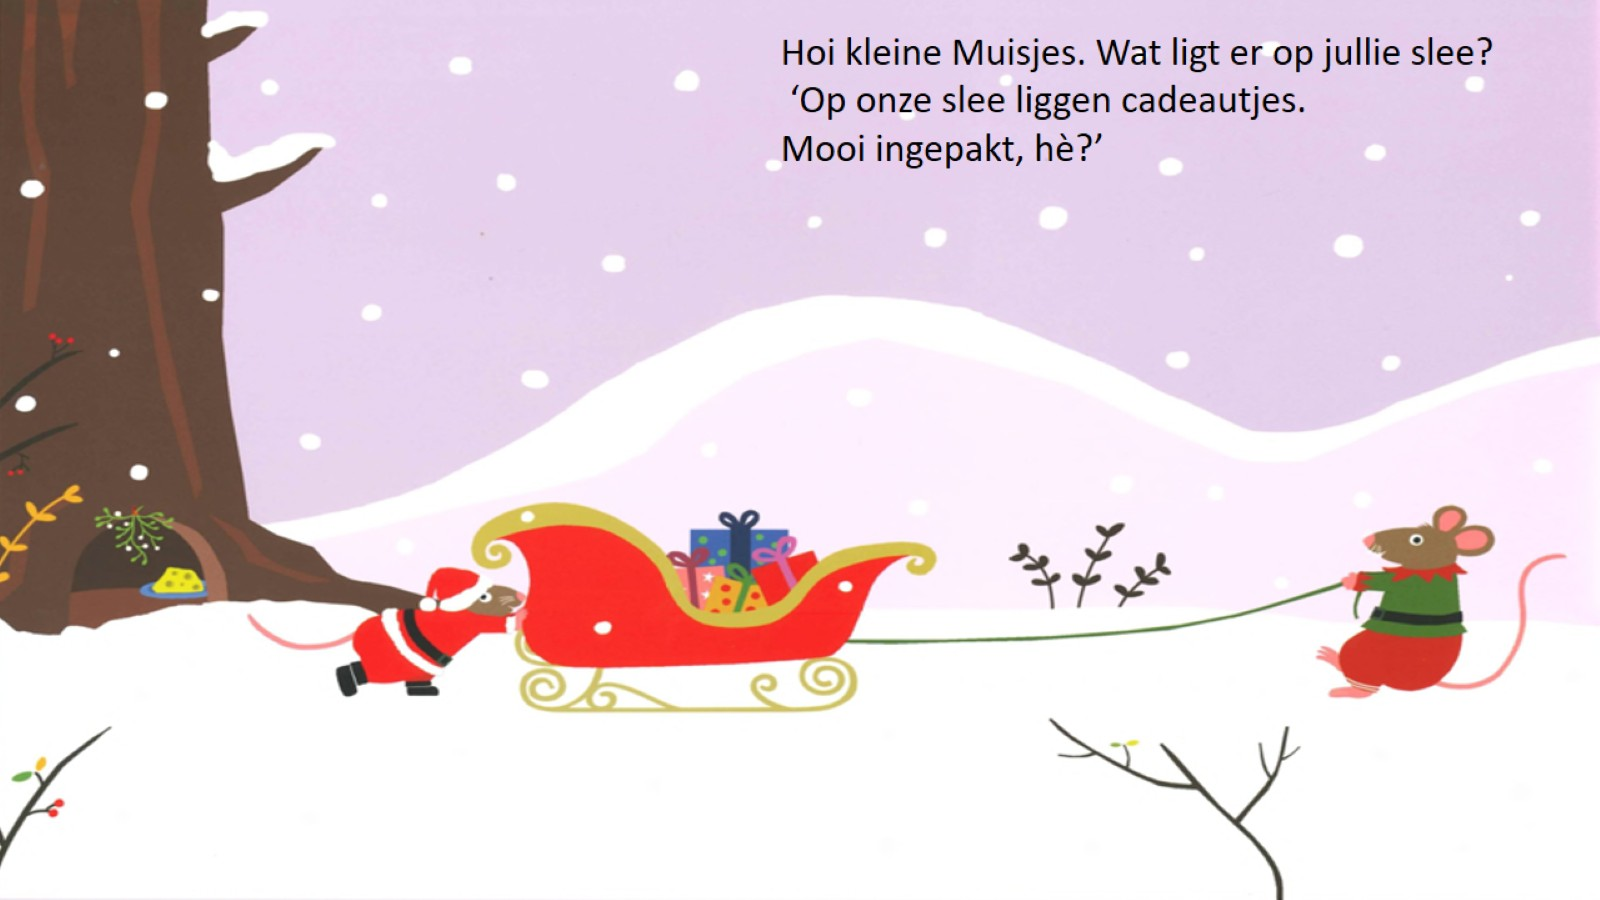 Hoi kleine Muisjes. Wat ligt er op jullie slee?
‘Op onze slee liggen cadeautjes.
Mooi ingepakt, hè?’